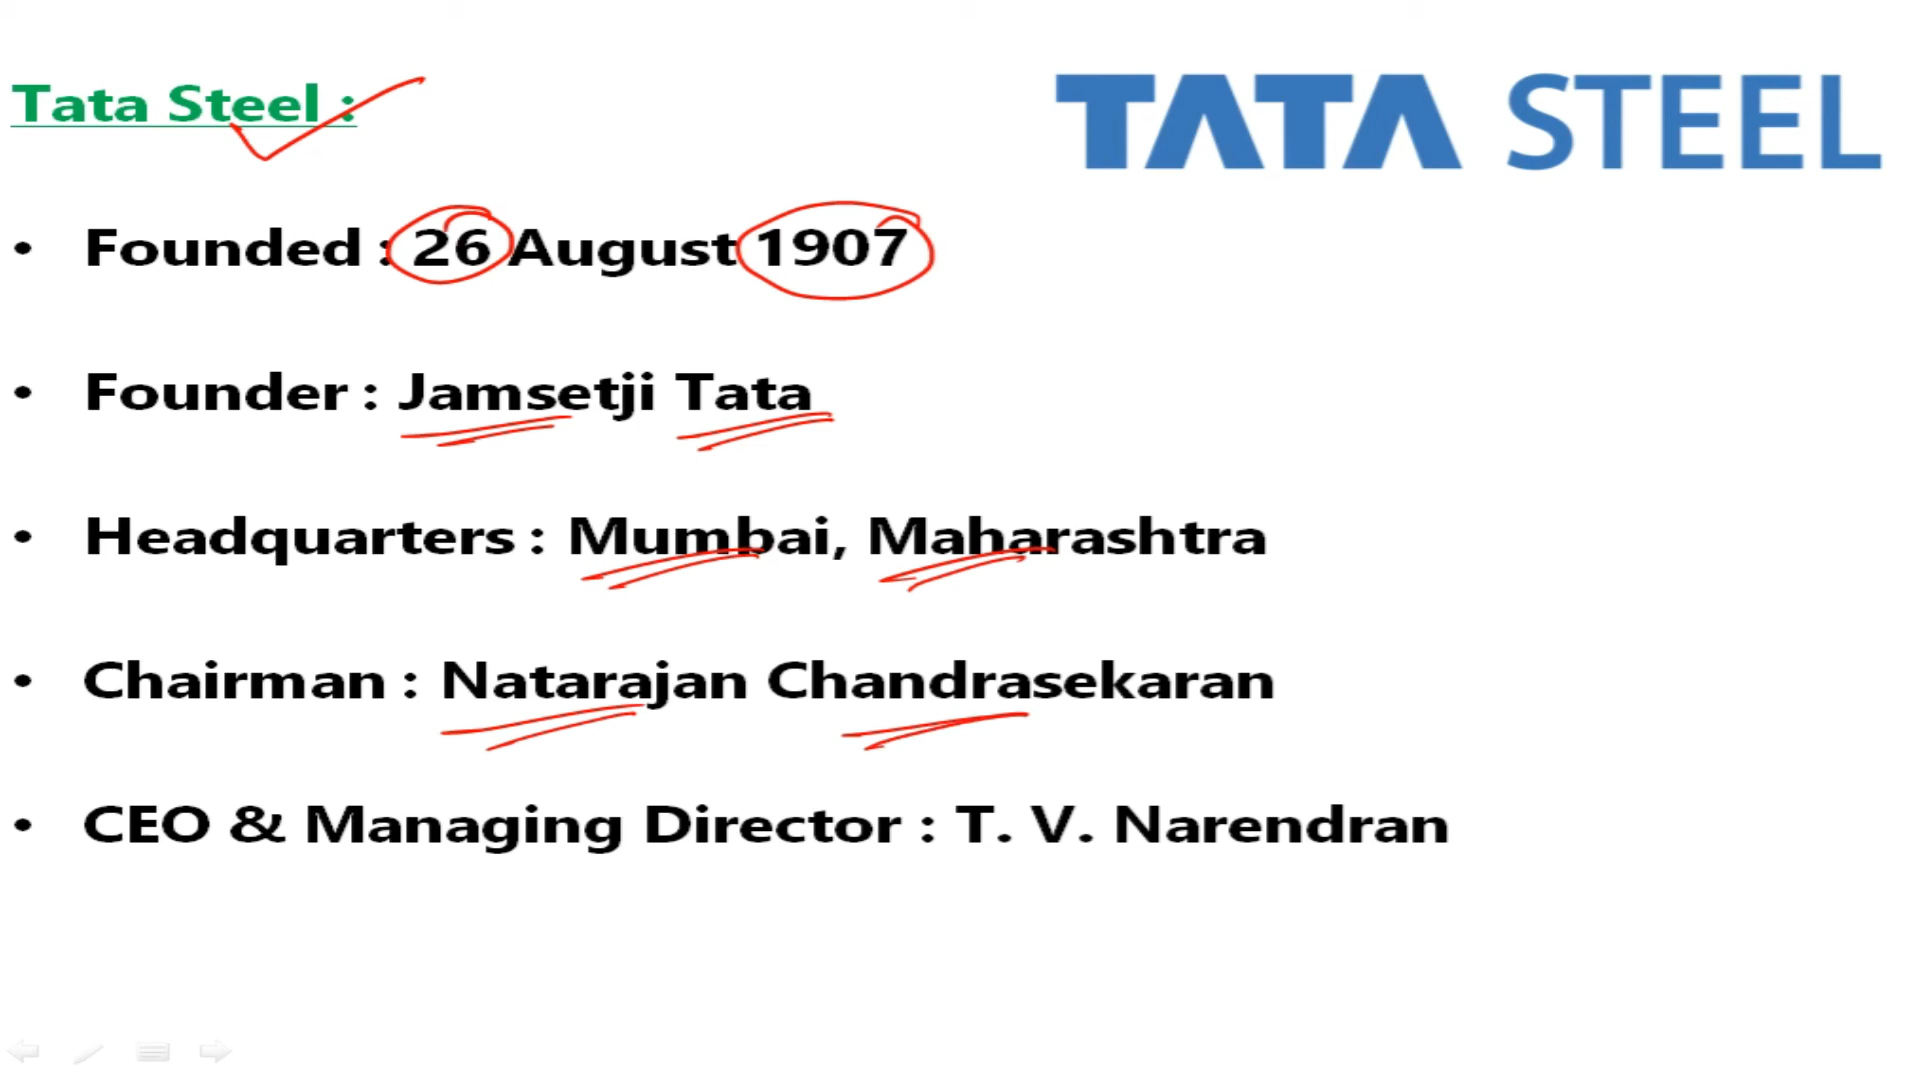 Tata Steel :
TATA STEEL
• Founded : 26 August 1907
• Founder : Jamsetji Tata
• Headquarters : Mumbai, Maharashtra
• Chairman : Natarajan Chandrasekaran
• CEO & Managing Director : T. V. Narendran